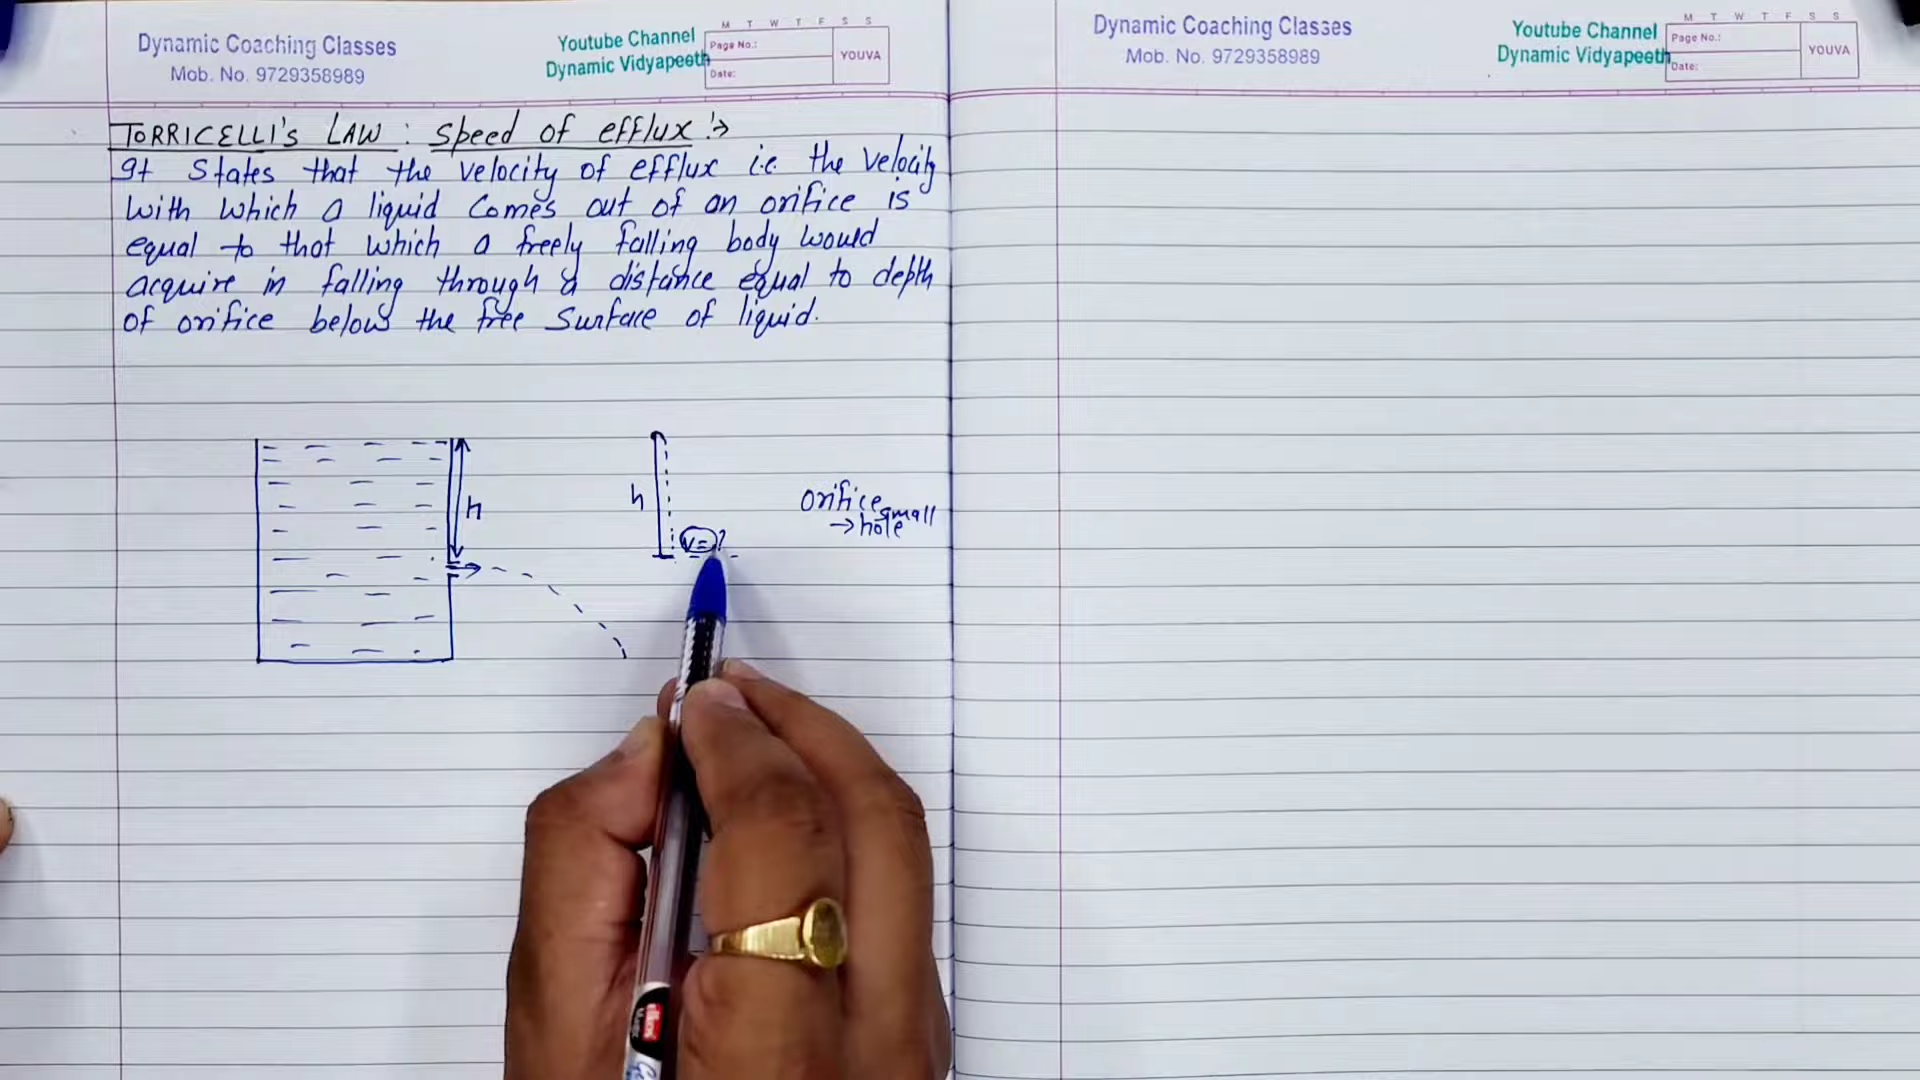 Dynamic Coaching Classes
Mob. No. 9729358989
Youtube Channel
Dynamic Vidyapeeth
M T W T F S S
Page No.:
Date:
YOUVA
TORRICELLI's LAW : Speed of efflux :→
It states that the velocity of efflux i.e. the velocity
with which a liquid comes out of an orifice is
equal to that which a freely falling body would
acquire in falling through a distance equal to depth
of orifice below the free surface of liquid.
h
h
v = ?
orifice
→ small hole
Dynamic Coaching Classes
Mob. No. 9729358989
Youtube Channel
Dynamic Vidyapeeth
M T W T F S S
Page No.:
Date:
YOUVA